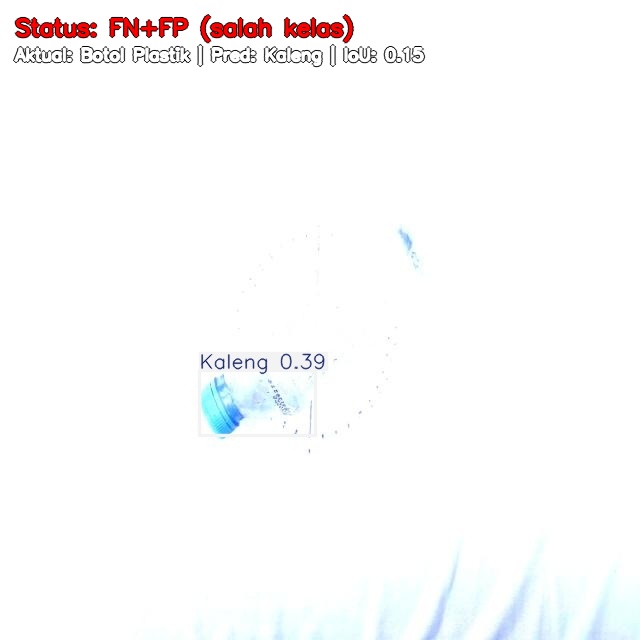 Status: FN+FP (salah kelas)
Aktual: Botol Plastik | Pred: Kaleng | IoU: 0.15
Kaleng 0.39